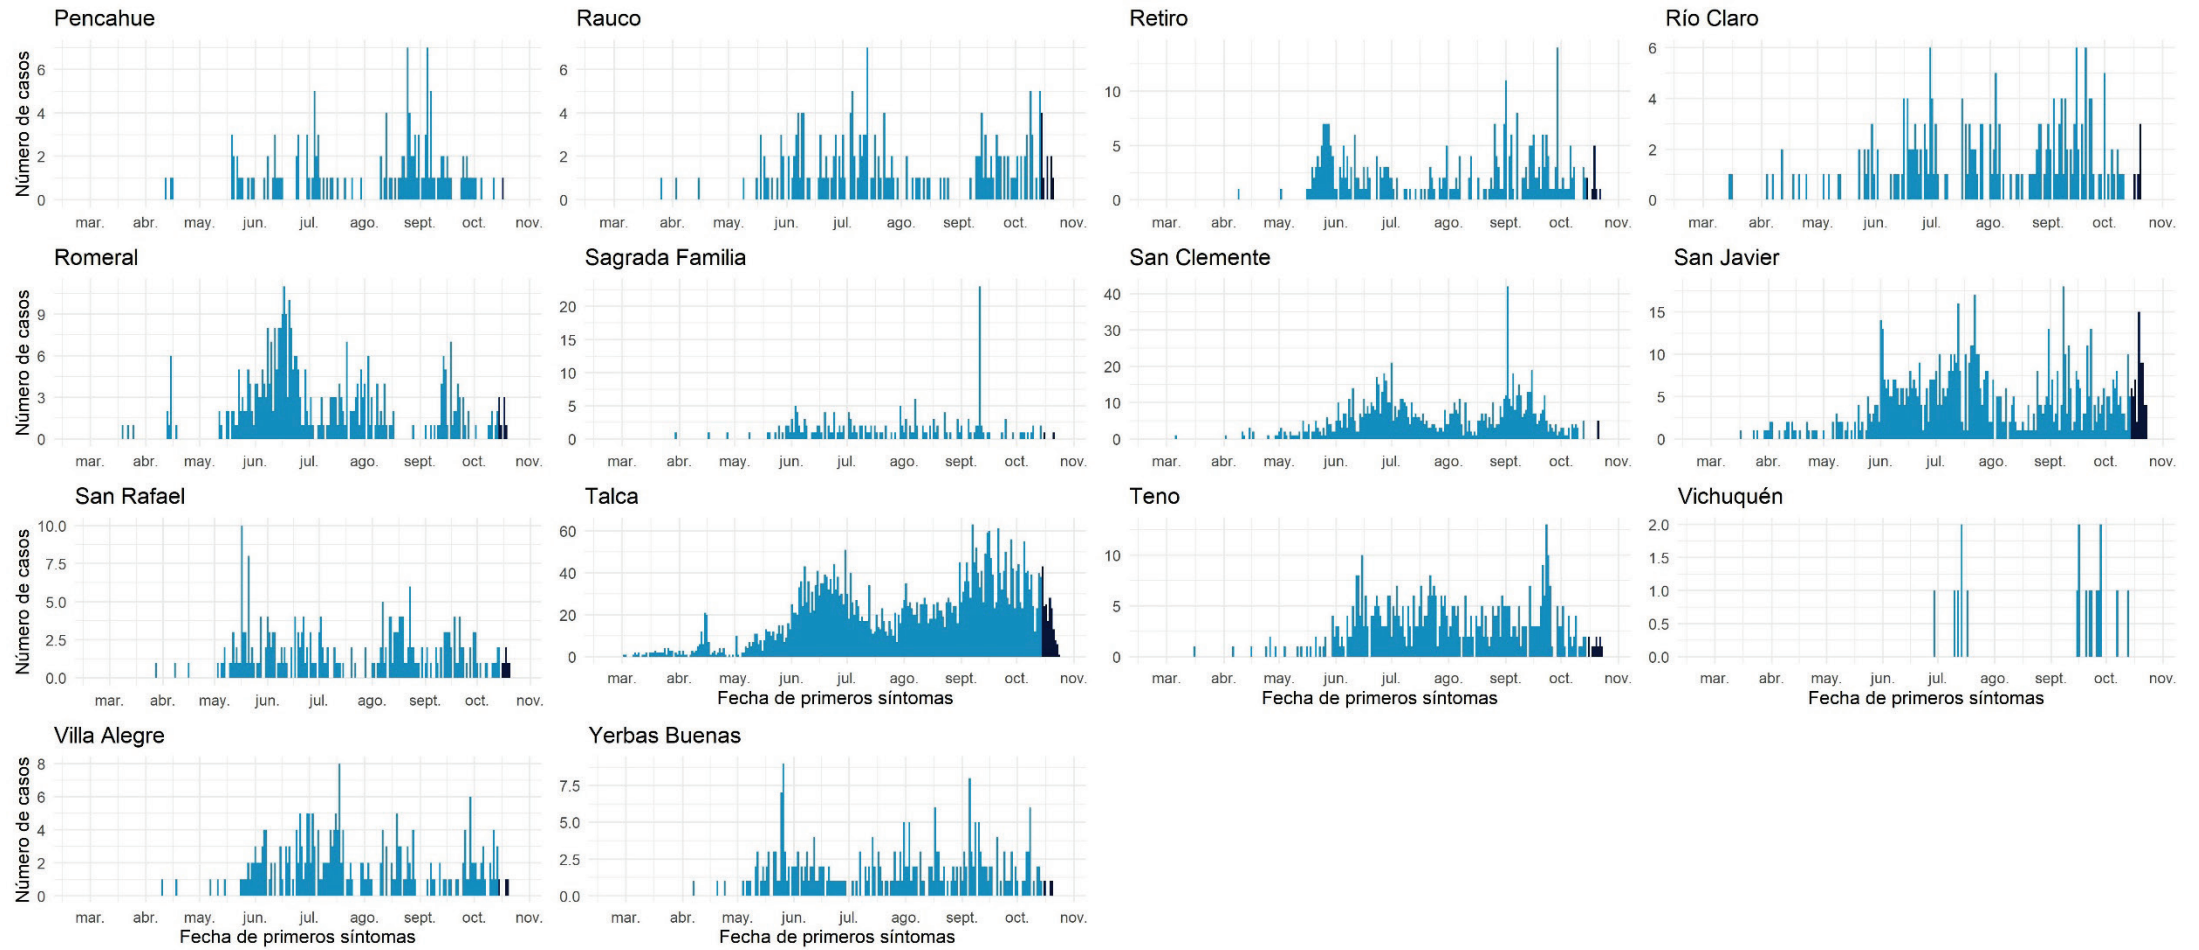 Pencahue
Número de casos
6
4
2
0
mar. abr. may. jun. jul. ago. sept. oct. nov.
Rauco
6
4
2
0
mar. abr. may. jun. jul. ago. sept. oct. nov.
Retiro
10
5
0
mar. abr. may. jun. jul. ago. sept. oct. nov.
Río Claro
6
4
2
0
mar. abr. may. jun. jul. ago. sept. oct. nov.
Romeral
Número de casos
9
6
3
0
mar. abr. may. jun. jul. ago. sept. oct. nov.
Sagrada Familia
20
15
10
5
0
mar. abr. may. jun. jul. ago. sept. oct. nov.
San Clemente
40
30
20
10
0
mar. abr. may. jun. jul. ago. sept. oct. nov.
San Javier
15
10
5
0
mar. abr. may. jun. jul. ago. sept. oct. nov.
San Rafael
10.0
7.5
5.0
2.5
0.0
mar. abr. may. jun. jul. ago. sept. oct. nov.
Talca
60
40
20
0
mar. abr. may. jun. jul. ago. sept. oct. nov.
Fecha de primeros síntomas
Teno
10
5
0
mar. abr. may. jun. jul. ago. sept. oct. nov.
Fecha de primeros síntomas
Vichuquén
2.0
1.5
1.0
0.5
0.0
mar. abr. may. jun. jul. ago. sept. oct. nov.
Fecha de primeros síntomas
Villa Alegre
Número de casos
8
6
4
2
0
mar. abr. may. jun. jul. ago. sept. oct. nov.
Fecha de primeros síntomas
Yerbas Buenas
7.5
5.0
2.5
0.0
mar. abr. may. jun. jul. ago. sept. oct. nov.
Fecha de primeros síntomas